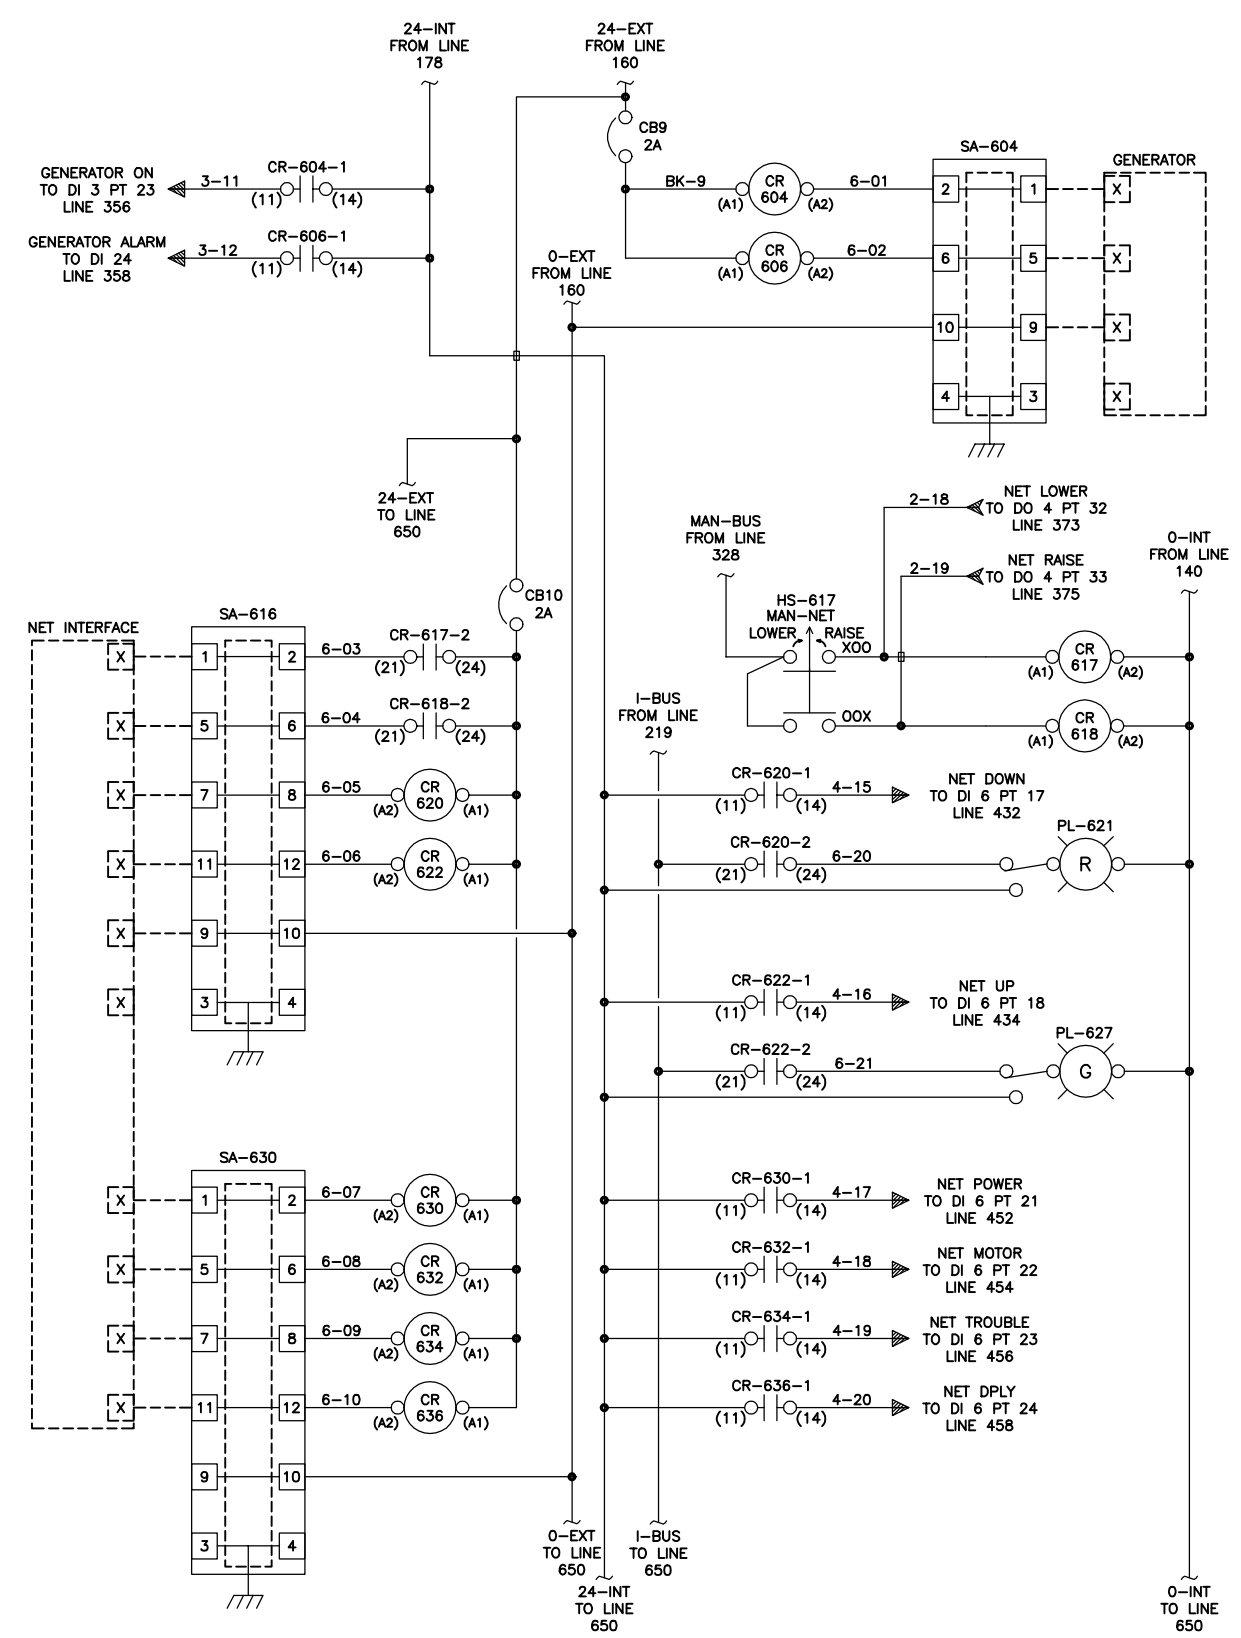 24-INT
FROM LINE
178
24-EXT
FROM LINE
160
CB9
2A
GENERATOR ON
TO DI 3 PT 23
LINE 356
3-11
CR-604-1
(11)
(14)
GENERATOR ALARM
TO DI 24
LINE 358
3-12
CR-606-1
(11)
(14)
BK-9
(A1)
CR
604
(A2)
6-01
(A1)
CR
606
(A2)
6-02
SA-604
2
1
6
5
10
9
4
3
GENERATOR
X
X
X
X
0-EXT
FROM LINE
160
24-EXT
TO LINE
650
CB10
2A
MAN-BUS
FROM LINE
328
2-18
NET LOWER
TO DO 4 PT 32
LINE 373
2-19
NET RAISE
TO DO 4 PT 33
LINE 375
0-INT
FROM LINE
140
HS-617
MAN-NET
LOWER
RAISE
XOO
OOX
(A1)
CR
617
(A2)
(A1)
CR
618
(A2)
NET INTERFACE
X
X
X
X
X
X
X
X
X
X
SA-616
1
2
5
6
7
8
11
12
9
10
3
4
6-03
CR-617-2
(21)
(24)
6-04
CR-618-2
(21)
(24)
6-05
(A2)
CR
620
(A1)
6-06
(A2)
CR
622
(A1)
I-BUS
FROM LINE
219
CR-620-1
(11)
(14)
4-15
NET DOWN
TO DI 6 PT 17
LINE 432
CR-620-2
(21)
(24)
6-20
PL-621
R
CR-622-1
(11)
(14)
4-16
NET UP
TO DI 6 PT 18
LINE 434
CR-622-2
(21)
(24)
6-21
PL-627
G
SA-630
1
2
5
6
7
8
11
12
9
10
3
4
6-07
(A2)
CR
630
(A1)
6-08
(A2)
CR
632
(A1)
6-09
(A2)
CR
634
(A1)
6-10
(A2)
CR
636
(A1)
CR-630-1
(11)
(14)
4-17
NET POWER
TO DI 6 PT 21
LINE 452
CR-632-1
(11)
(14)
4-18
NET MOTOR
TO DI 6 PT 22
LINE 454
CR-634-1
(11)
(14)
4-19
NET TROUBLE
TO DI 6 PT 23
LINE 456
CR-636-1
(11)
(14)
4-20
NET DPLY
TO DI 6 PT 24
LINE 458
0-EXT
TO LINE
650
I-BUS
TO LINE
650
24-INT
TO LINE
650
0-INT
TO LINE
650